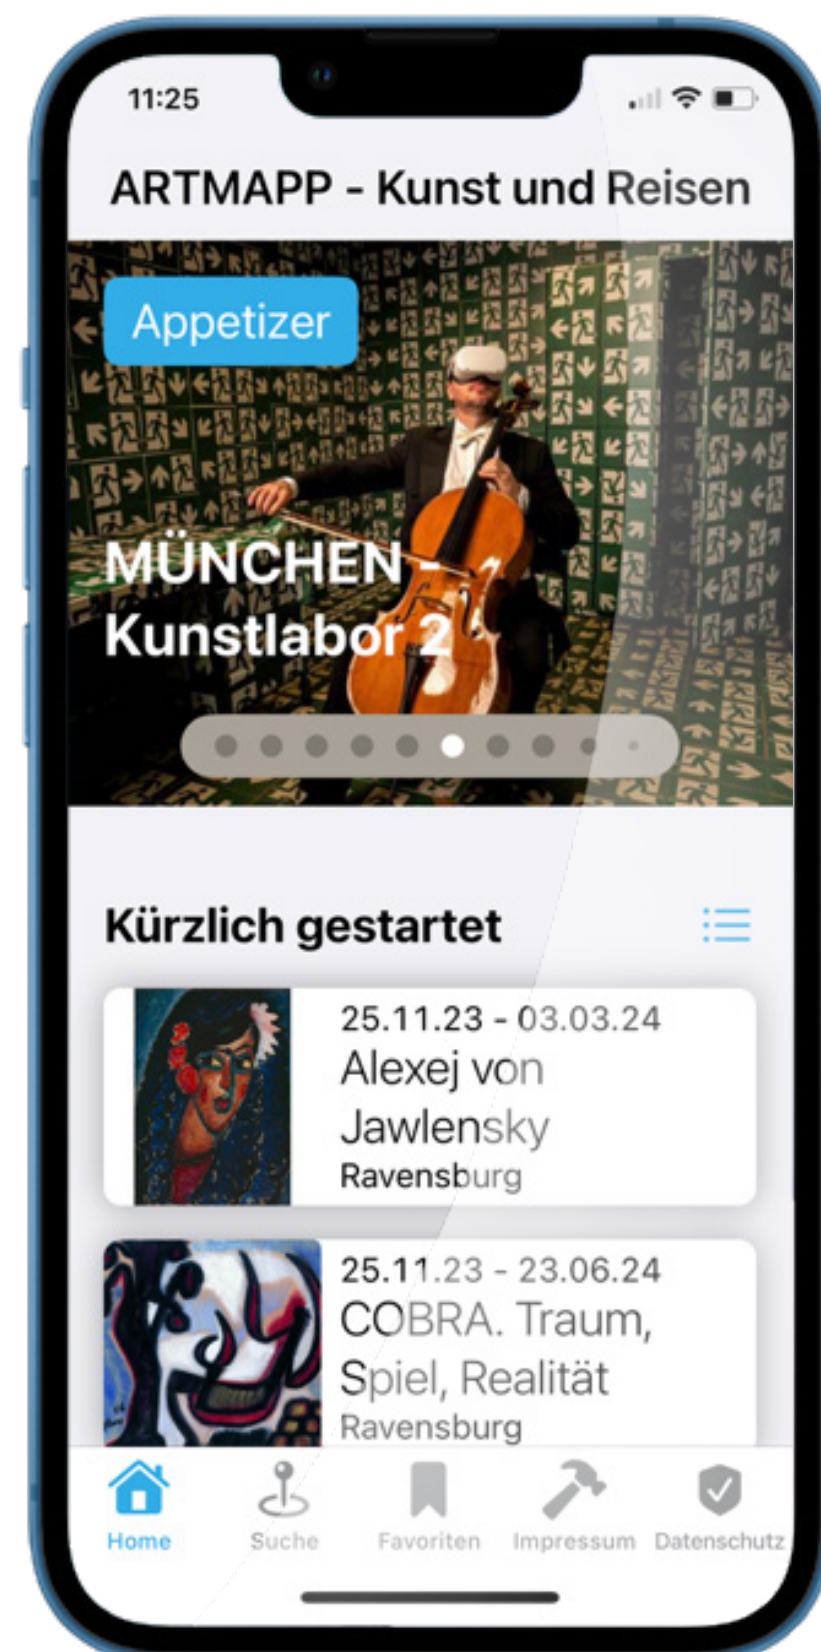 11:25
ARTMAPP - Kunst und Reisen
Appetizer
MÜNCHEN -
Kunstlabor 2
Kürzlich gestartet
25.11.23 - 03.03.24
Alexej von
Jawlensky
Ravensburg
25.11.23 - 23.06.24
COBRA. Traum,
Spiel, Realität
Ravensburg
Home
Suche
Favoriten
Impressum
Datenschutz